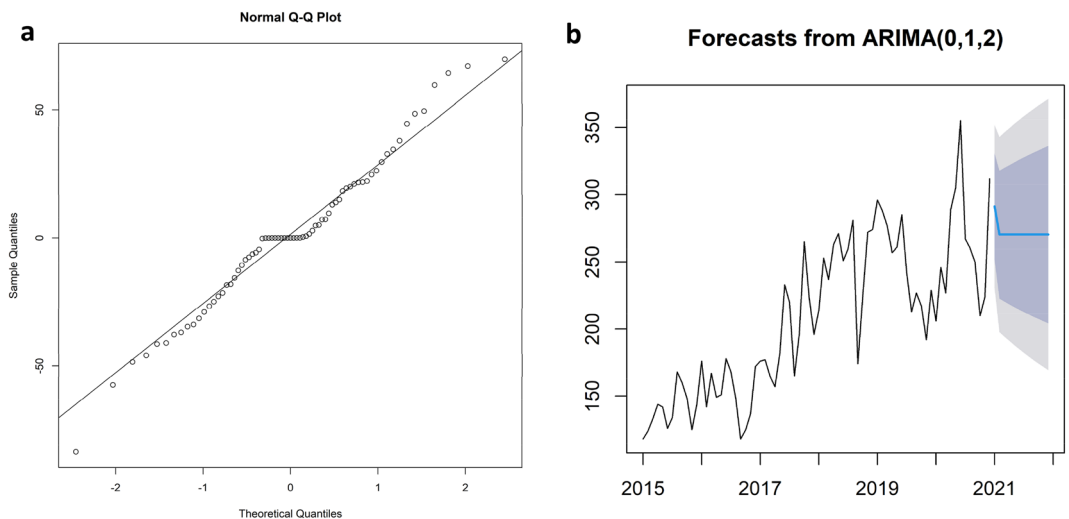 a
Normal Q-Q Plot
Sample Quantiles
50
0
-50
-2 -1 0 1 2
Theoretical Quantiles
b
Forecasts from ARIMA(0,1,2)
350
300
250
200
150
2015 2017 2019 2021